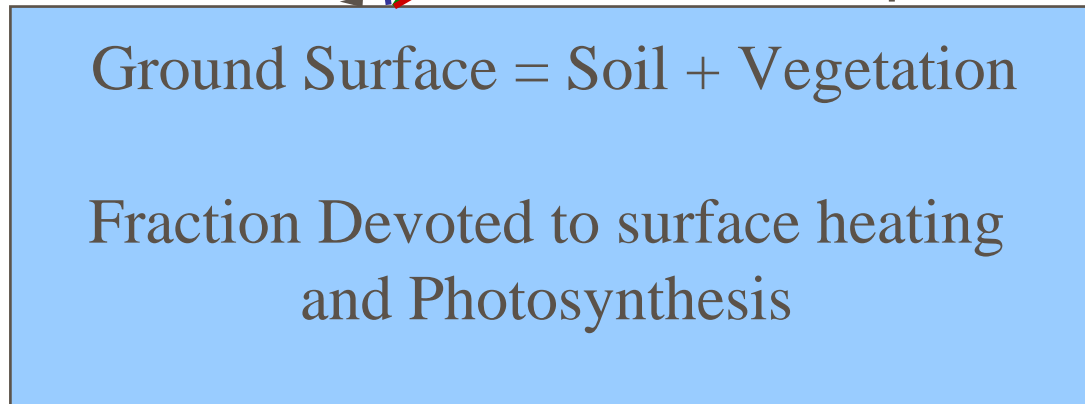 Ground Surface = Soil + Vegetation
Fraction Devoted to surface heating
and Photosynthesis